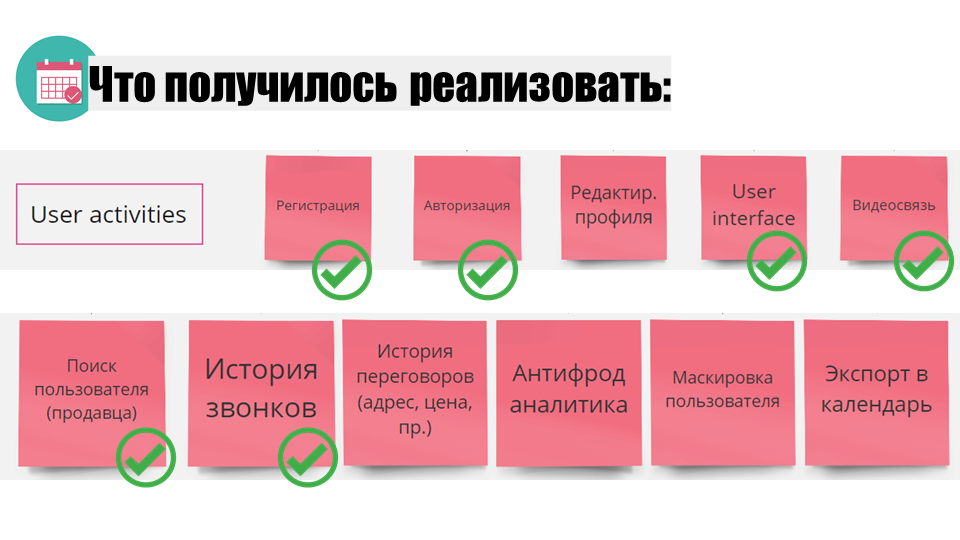 Что получилось реализовать:
User activities
Регистрация
Авторизация
Редактир.
профиля
User
interface
Видеосвязь
Поиск
пользователя
(продавца)
История
звонков
История
переговоров
(адрес, цена,
пр.)
Антифрод
аналитика
Маскировка
пользователя
Экспорт в
календарь